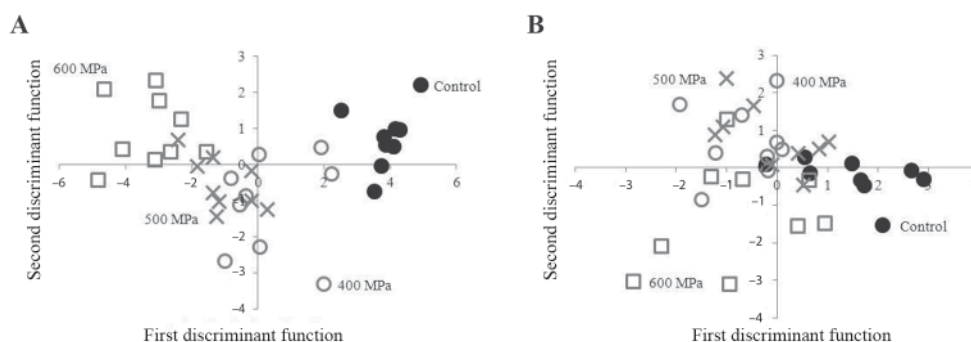 A
Second discriminant function
3
2
1
0
–1
–2
–3
–4
–6 –4 –2 0 2 4 6
600 MPa
Control
500 MPa
400 MPa
First discriminant function
B
Second discriminant function
3
2
1
0
–1
–2
–3
–4
–4 –3 –2 –1 0 1 2 3
500 MPa
400 MPa
Control
600 MPa
First discriminant function